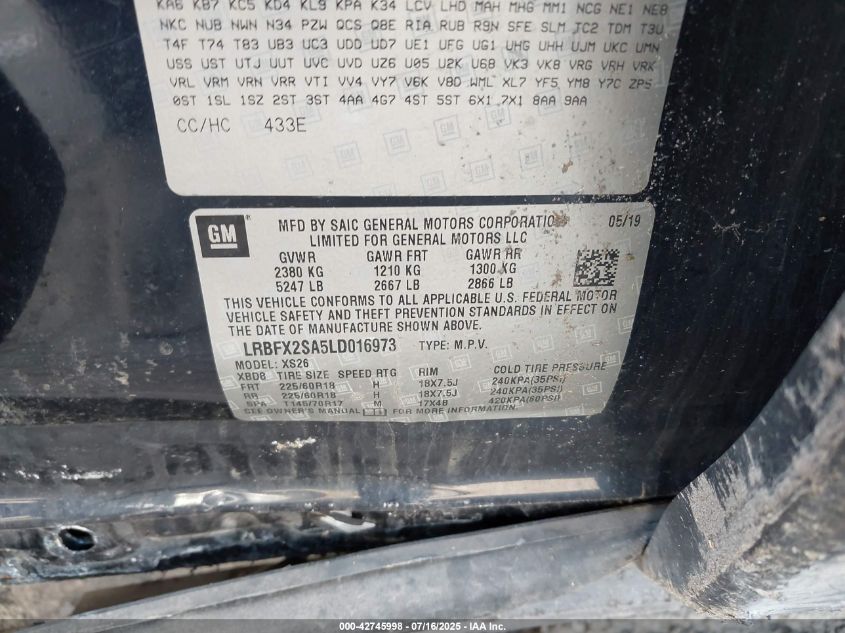 KA6 KB7 KC5 KD4 KL9 KPA K34 LCV LHD MAH MHG MM1 NCG NE1 NE8
NKC NUB NWN N34 PZW QCS Q8E RIA RUB R9N SFE SLM TC2 TDM T3U
T4F T74 T83 UB3 UC3 UDD UD7 UE1 UFG UG1 UHG UHH UJM UKC UMN
USS UST UTJ UUT UVC UVD UZ6 U05 U2K U68 VK3 VK8 VRG VRH VRK
VRL VRM VRN VRR VTI VV4 VY7 V6K V8D WML XL7 YF5 YM8 Y7C ZP5
0ST 1SL 1SZ 2ST 3ST 4AA 4G7 4ST 5ST 6X1 7X1 8AA 9AA
CC/HC 433E
GM
MFD BY SAIC GENERAL MOTORS CORPORATION 05/19
LIMITED FOR GENERAL MOTORS LLC
GVWR GAWR FRT GAWR RR
2380 KG 1210 KG 1300 KG
5247 LB 2667 LB 2866 LB
THIS VEHICLE CONFORMS TO ALL APPLICABLE U.S. FEDERAL MOTOR
VEHICLE SAFETY AND THEFT PREVENTION STANDARDS IN EFFECT ON
THE DATE OF MANUFACTURE SHOWN ABOVE.
LRBFX2SA5LD016973 TYPE: M.P.V.
MODEL: XS26
XBD8 TIRE SIZE SPEED RTG RIM COLD TIRE PRESSURE
FRT 225/60R18 H 18X7.5J 240KPA(35PSI)
RR 225/60R18 H 18X7.5J 240KPA(35PSI)
SPA T145/70R17 M 17X4B 420KPA(60PSI)
SEE OWNER'S MANUAL FOR MORE INFORMATION
000-42745998 - 07/16/2025 - IAA Inc.